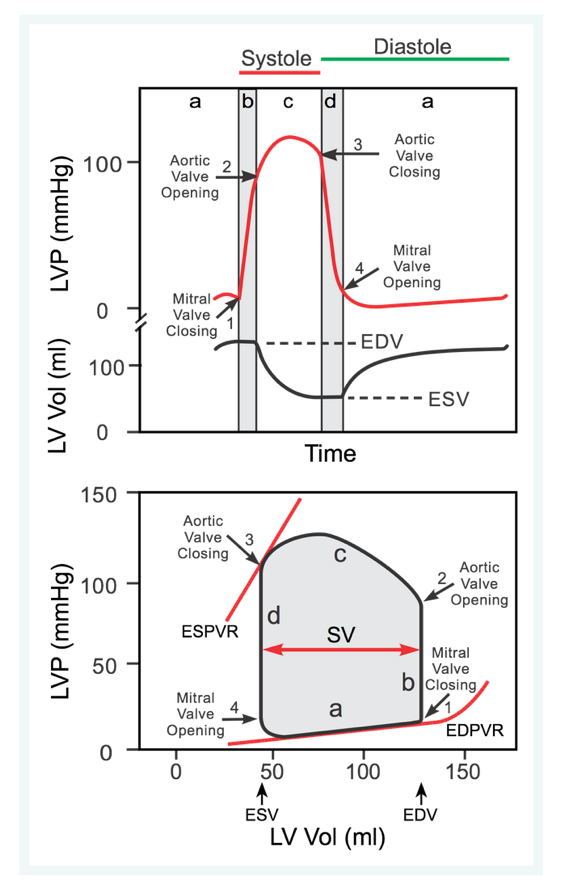 Systole
Diastole
a
b
c
d
a
LVP (mmHg)
100
0
Aortic
Valve
Opening
2
3
Aortic
Valve
Closing
4
Mitral
Valve
Opening
Mitral
Valve
Closing
1
LV Vol (ml)
100
0
EDV
ESV
Time
LVP (mmHg)
150
100
50
0
Aortic
Valve
Closing
3
c
2
Aortic
Valve
Opening
ESPVR
d
SV
b
Mitral
Valve
Closing
1
Mitral
Valve
Opening
4
a
EDPVR
0
50
100
150
ESV
EDV
LV Vol (ml)